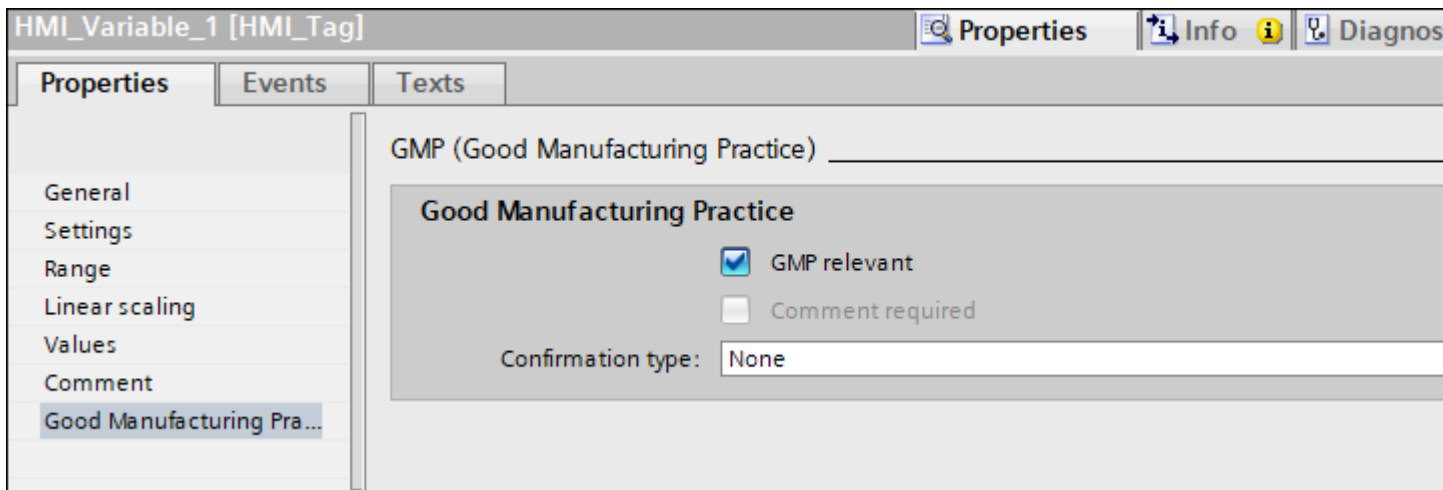 HMI_Variable_1 [HMI_Tag]
Properties
Info
Diagnos
Properties
Events
Texts
General
Settings
Range
Linear scaling
Values
Comment
Good Manufacturing Pra...
GMP (Good Manufacturing Practice)
Good Manufacturing Practice
GMP relevant
Comment required
Confirmation type: None